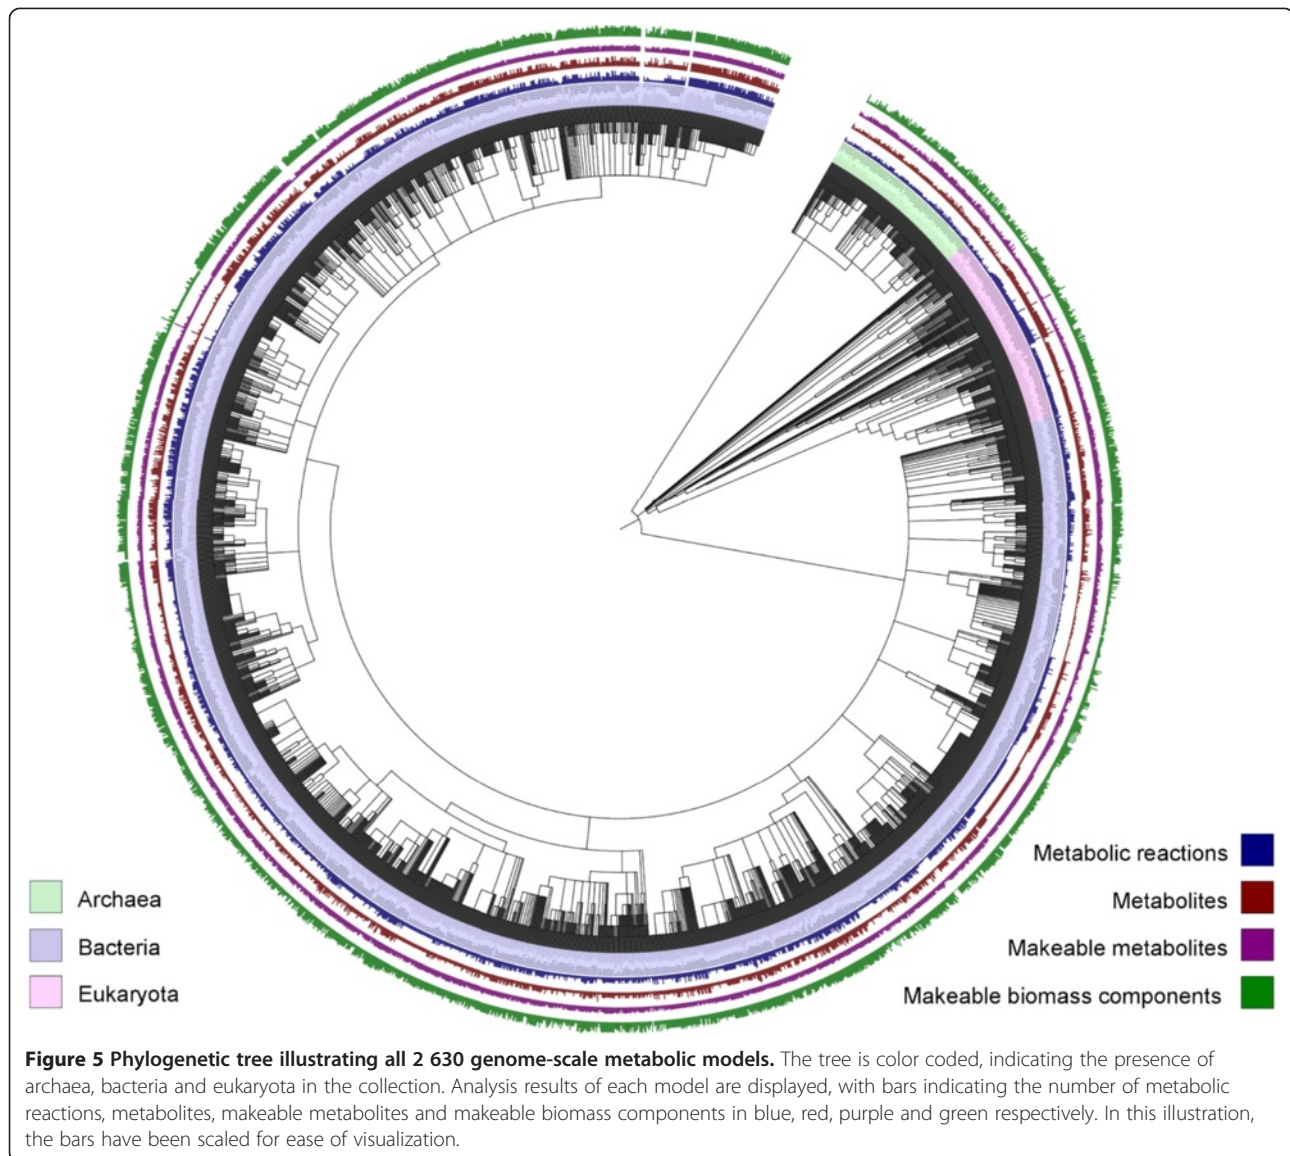 Archaea
Bacteria
Eukaryota
Metabolic reactions
Metabolites
Makeable metabolites
Makeable biomass components
Figure 5 Phylogenetic tree illustrating all 2 630 genome-scale metabolic models. The tree is color coded, indicating the presence of
archaea, bacteria and eukaryota in the collection. Analysis results of each model are displayed, with bars indicating the number of metabolic
reactions, metabolites, makeable metabolites and makeable biomass components in blue, red, purple and green respectively. In this illustration,
the bars have been scaled for ease of visualization.